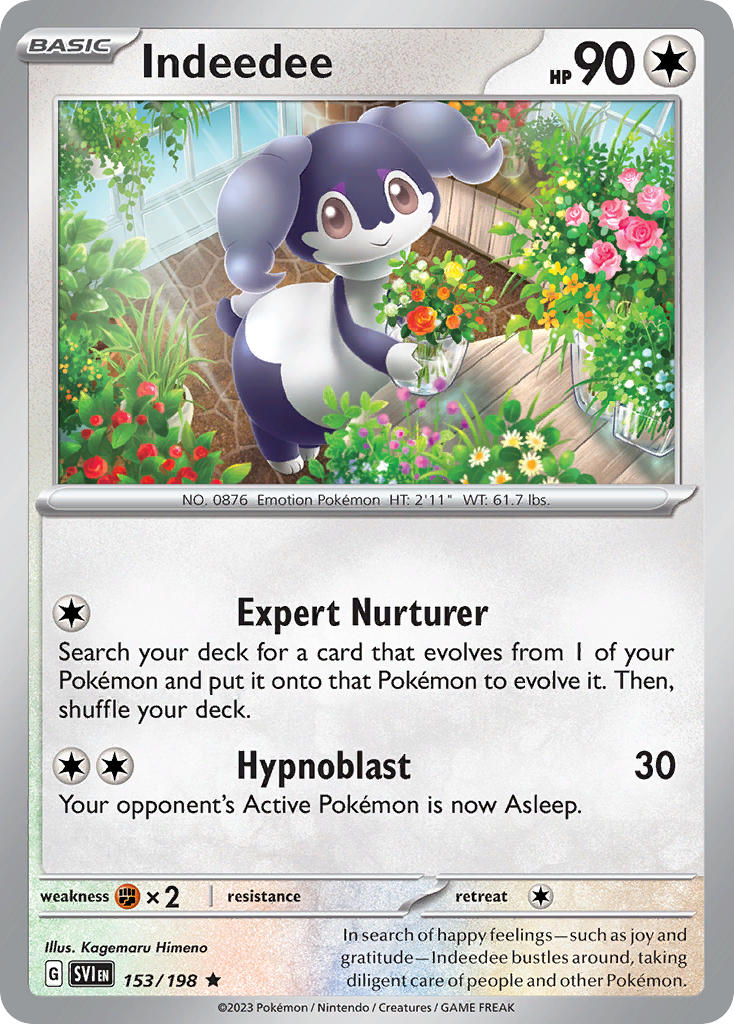 BASIC
Indeedee
HP 90
NO. 0876 Emotion Pokémon HT: 2'11" WT: 61.7 lbs.
Expert Nurturer
Search your deck for a card that evolves from 1 of your
Pokémon and put it onto that Pokémon to evolve it. Then,
shuffle your deck.
Hypnoblast 30
Your opponent's Active Pokémon is now Asleep.
weakness ×2 resistance retreat
Illus. Kagemaru Himeno
In search of happy feelings—such as joy and
gratitude—Indeedee bustles around, taking
diligent care of people and other Pokémon.
G SVI EN 153/198 ★
©2023 Pokémon / Nintendo / Creatures / GAME FREAK